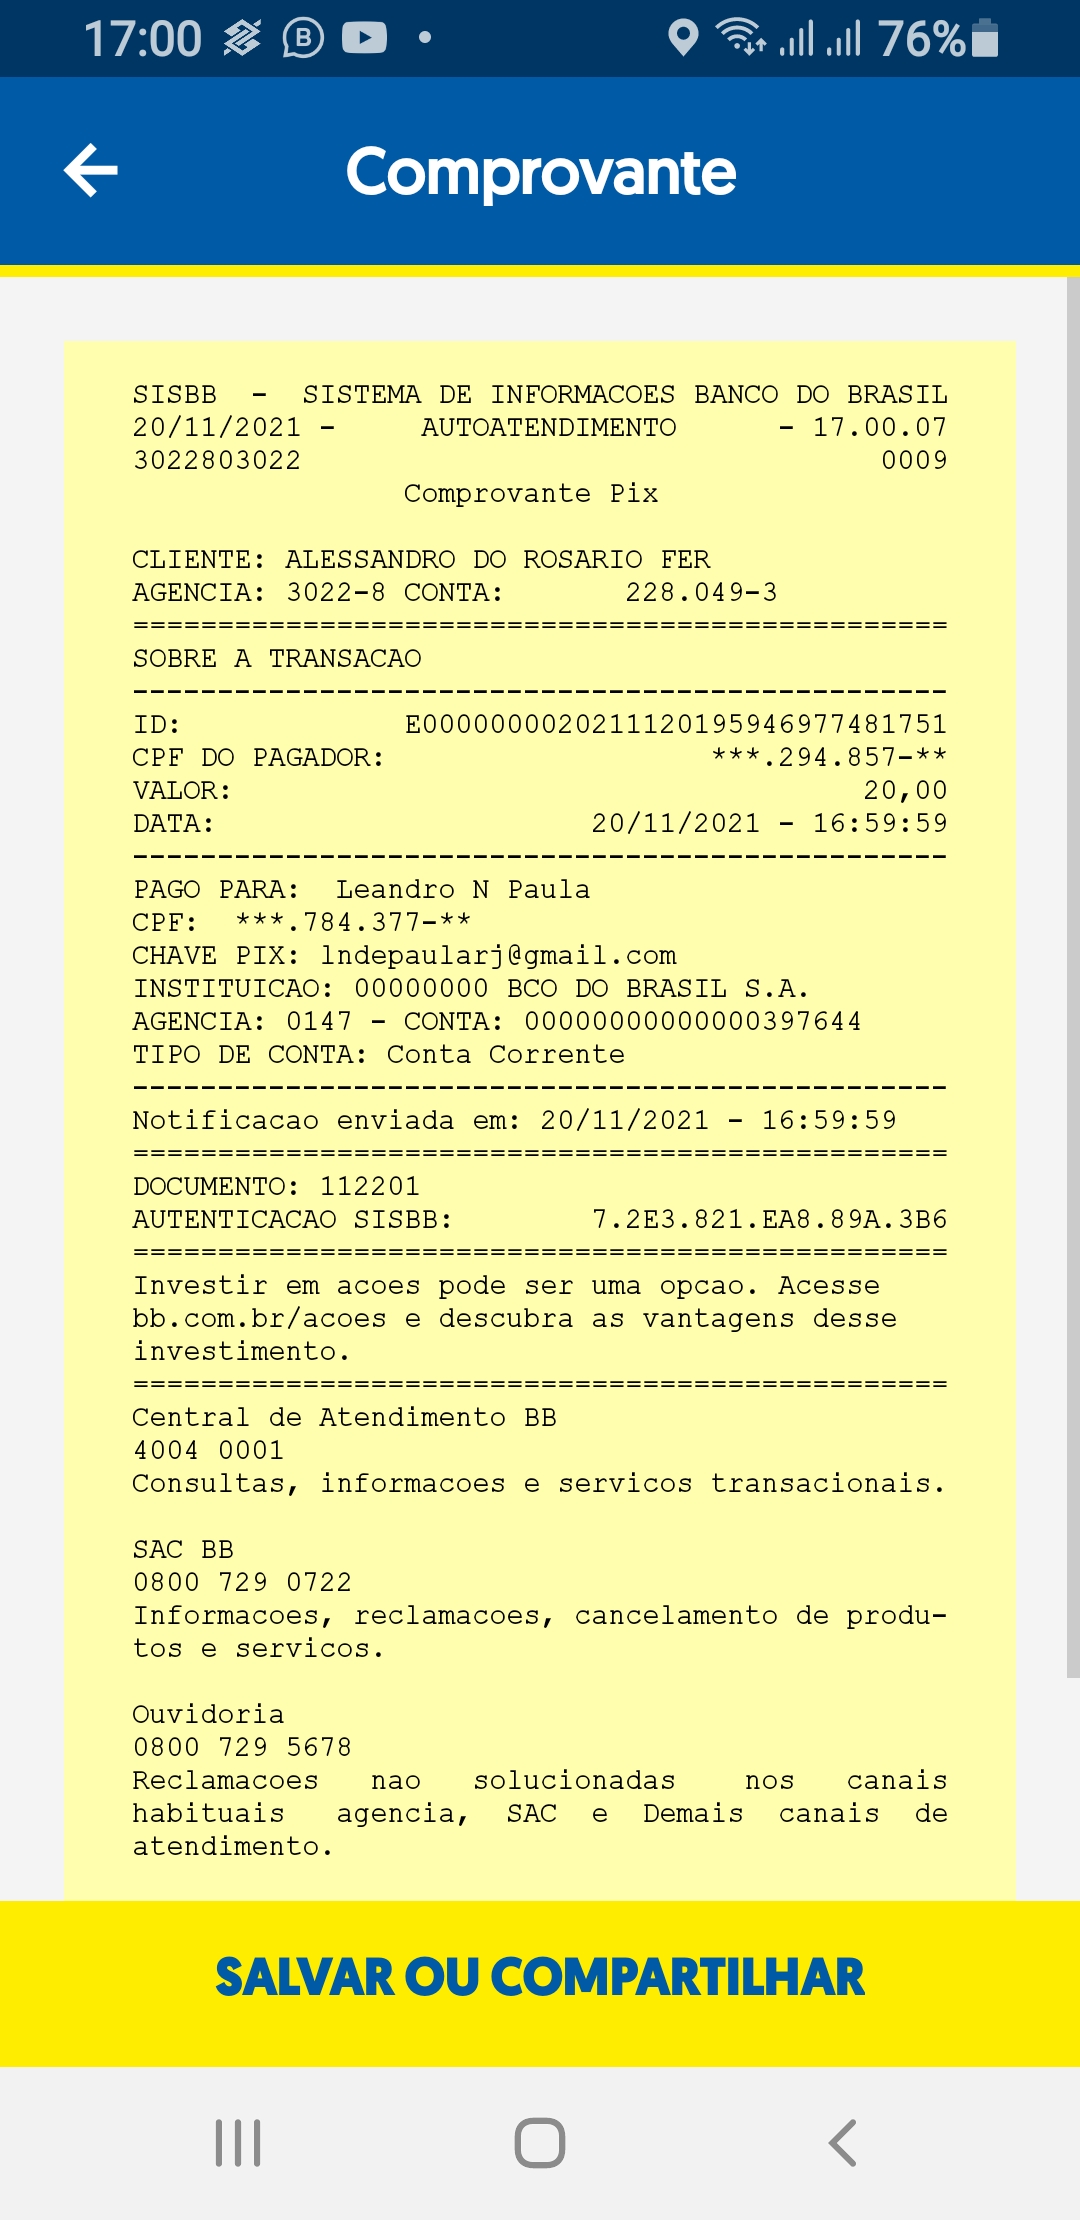 17:00 76%
Comprovante
SISBB - SISTEMA DE INFORMACOES BANCO DO BRASIL
20/11/2021 - AUTOATENDIMENTO - 17.00.07
3022803022 0009
Comprovante Pix
CLIENTE: ALESSANDRO DO ROSARIO FER
AGENCIA: 3022-8 CONTA: 228.049-3
================================================
SOBRE A TRANSACAO
------------------------------------------------
ID: E0000000020211120195946977481751
CPF DO PAGADOR: ***.294.857-**
VALOR: 20,00
DATA: 20/11/2021 - 16:59:59
------------------------------------------------
PAGO PARA: Leandro N Paula
CPF: ***.784.377-**
CHAVE PIX: lndepaularj@gmail.com
INSTITUICAO: 00000000 BCO DO BRASIL S.A.
AGENCIA: 0147 - CONTA: 00000000000000397644
TIPO DE CONTA: Conta Corrente
------------------------------------------------
Notificacao enviada em: 20/11/2021 - 16:59:59
================================================
DOCUMENTO: 112201
AUTENTICACAO SISBB: 7.2E3.821.EA8.89A.3B6
================================================
Investir em acoes pode ser uma opcao. Acesse
bb.com.br/acoes e descubra as vantagens desse
investimento.
================================================
Central de Atendimento BB
4004 0001
Consultas, informacoes e servicos transacionais.
SAC BB
0800 729 0722
Informacoes, reclamacoes, cancelamento de produ-
tos e servicos.
Ouvidoria
0800 729 5678
Reclamacoes nao solucionadas nos canais
habituais agencia, SAC e Demais canais de
atendimento.
SALVAR OU COMPARTILHAR